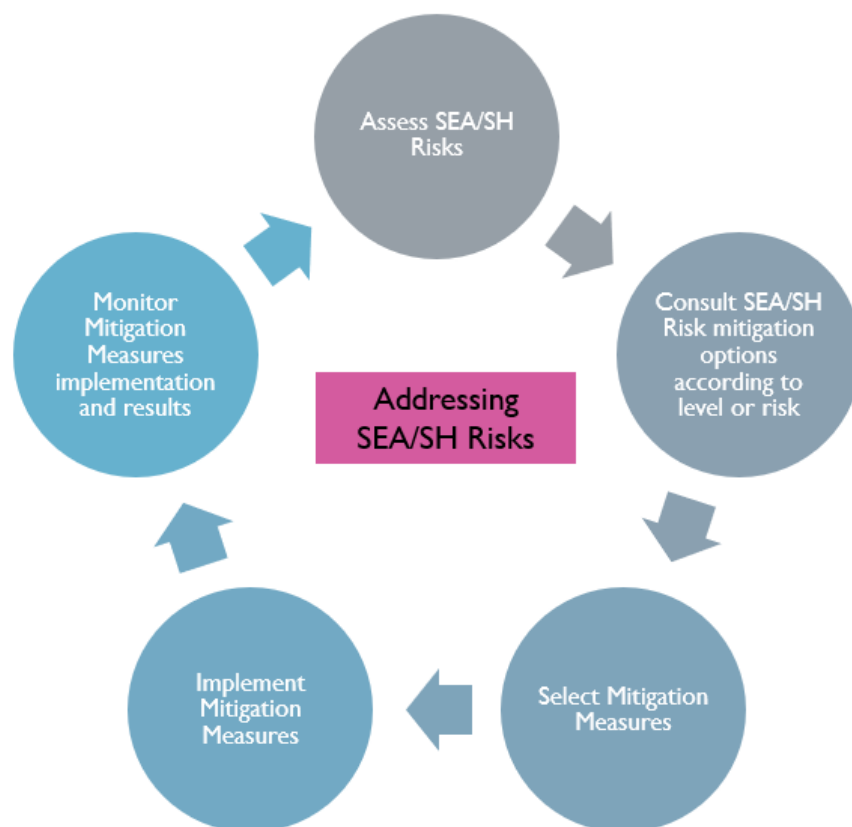 Assess SEA/SH
Risks
Consult SEA/SH
Risk mitigation
options
according to
level or risk
Select Mitigation
Measures
Implement
Mitigation
Measures
Monitor
Mitigation
Measures
implementation
and results
Addressing
SEA/SH Risks